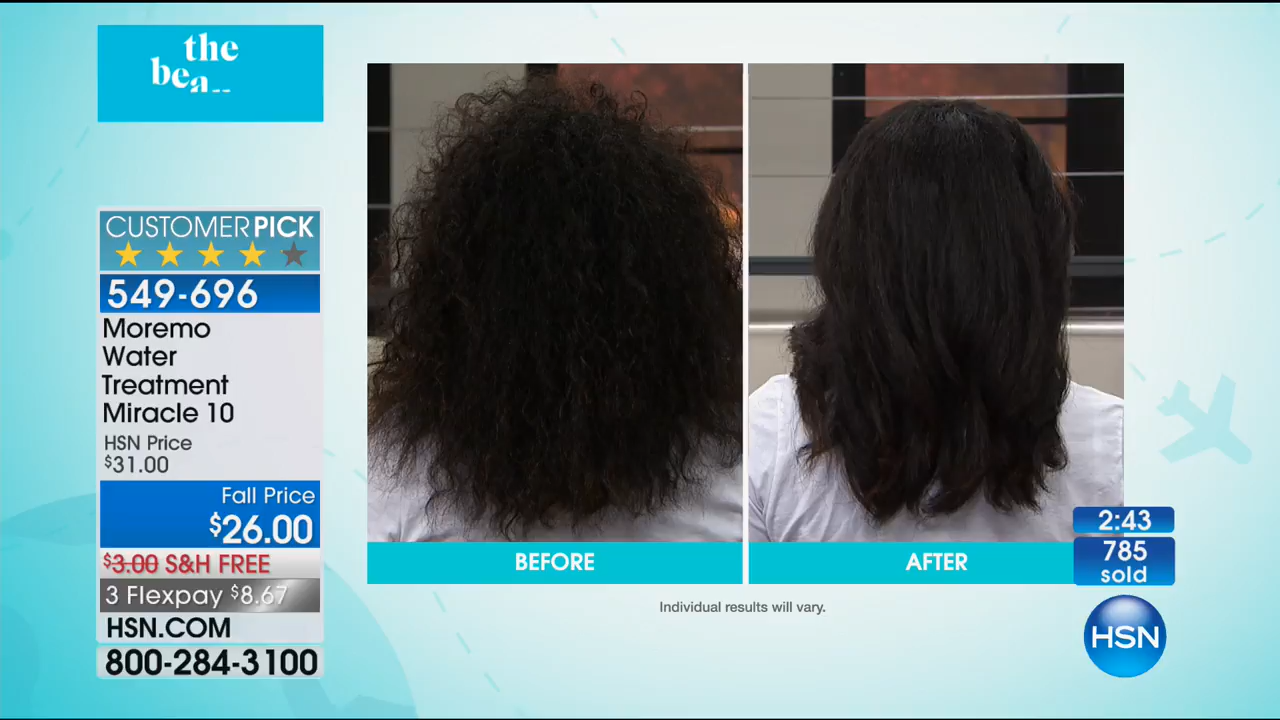 the
bea
CUSTOMER PICK
549-696
Moremo
Water
Treatment
Miracle 10
HSN Price
$31.00
Fall Price
$26.00
$3.00 S&H FREE
3 Flexpay $8.67
HSN.COM
800-284-3100
BEFORE
AFTER
Individual results will vary.
2:43
785
sold
HSN